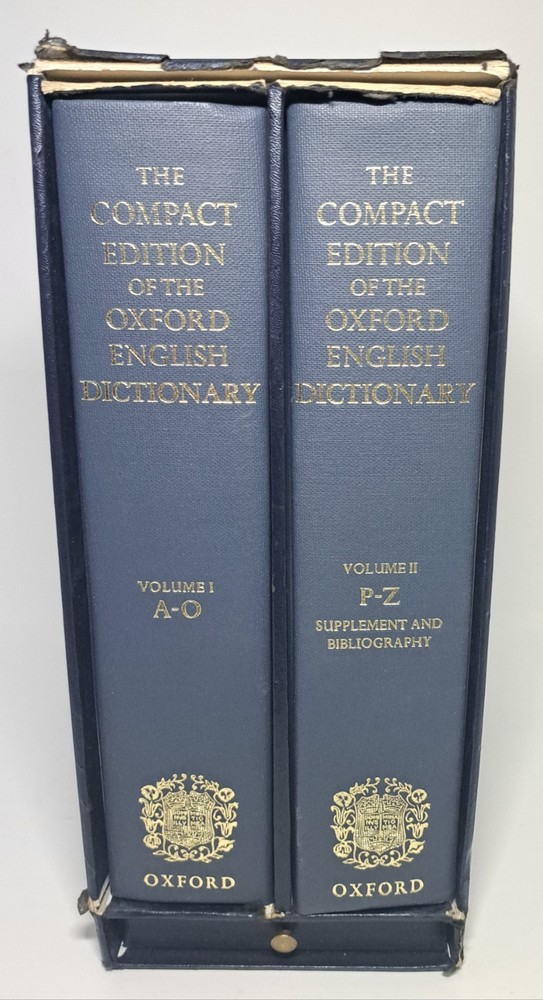 THE
COMPACT
EDITION
OF THE
OXFORD
ENGLISH
DICTIONARY
VOLUME I
A-O
OXFORD
THE
COMPACT
EDITION
OF THE
OXFORD
ENGLISH
DICTIONARY
VOLUME II
P-Z
SUPPLEMENT AND
BIBLIOGRAPHY
OXFORD